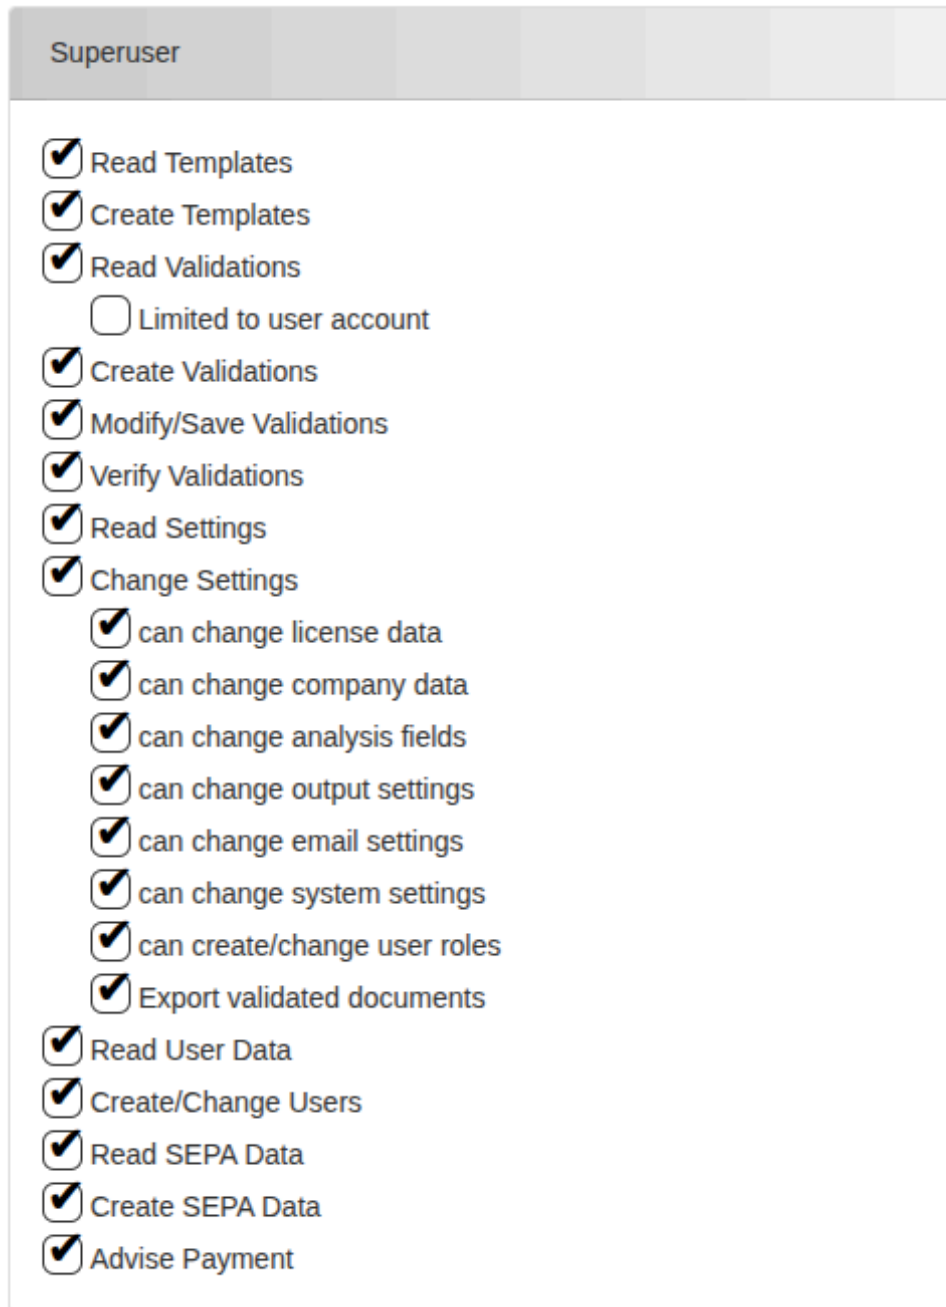 Superuser
Read Templates
Create Templates
Read Validations
Limited to user account
Create Validations
Modify/Save Validations
Verify Validations
Read Settings
Change Settings
can change license data
can change company data
can change analysis fields
can change output settings
can change email settings
can change system settings
can create/change user roles
Export validated documents
Read User Data
Create/Change Users
Read SEPA Data
Create SEPA Data
Advise Payment